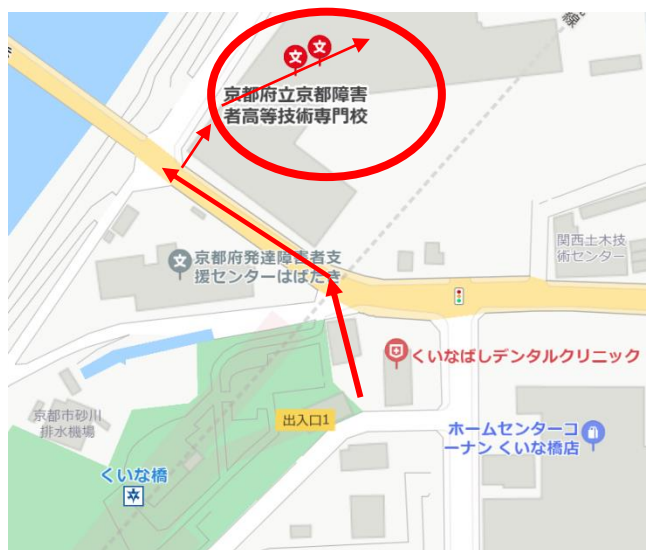 文
文
京都府立京都障害
者高等技術専門校
線
関西土木技
術センター
文
京都府発達障害者支
援センターはばたき
くいなばしデンタルクリニック
京都市砂川
排水機場
出入口1
ホームセンターコ
ーナン くいな橋店
くいな橋